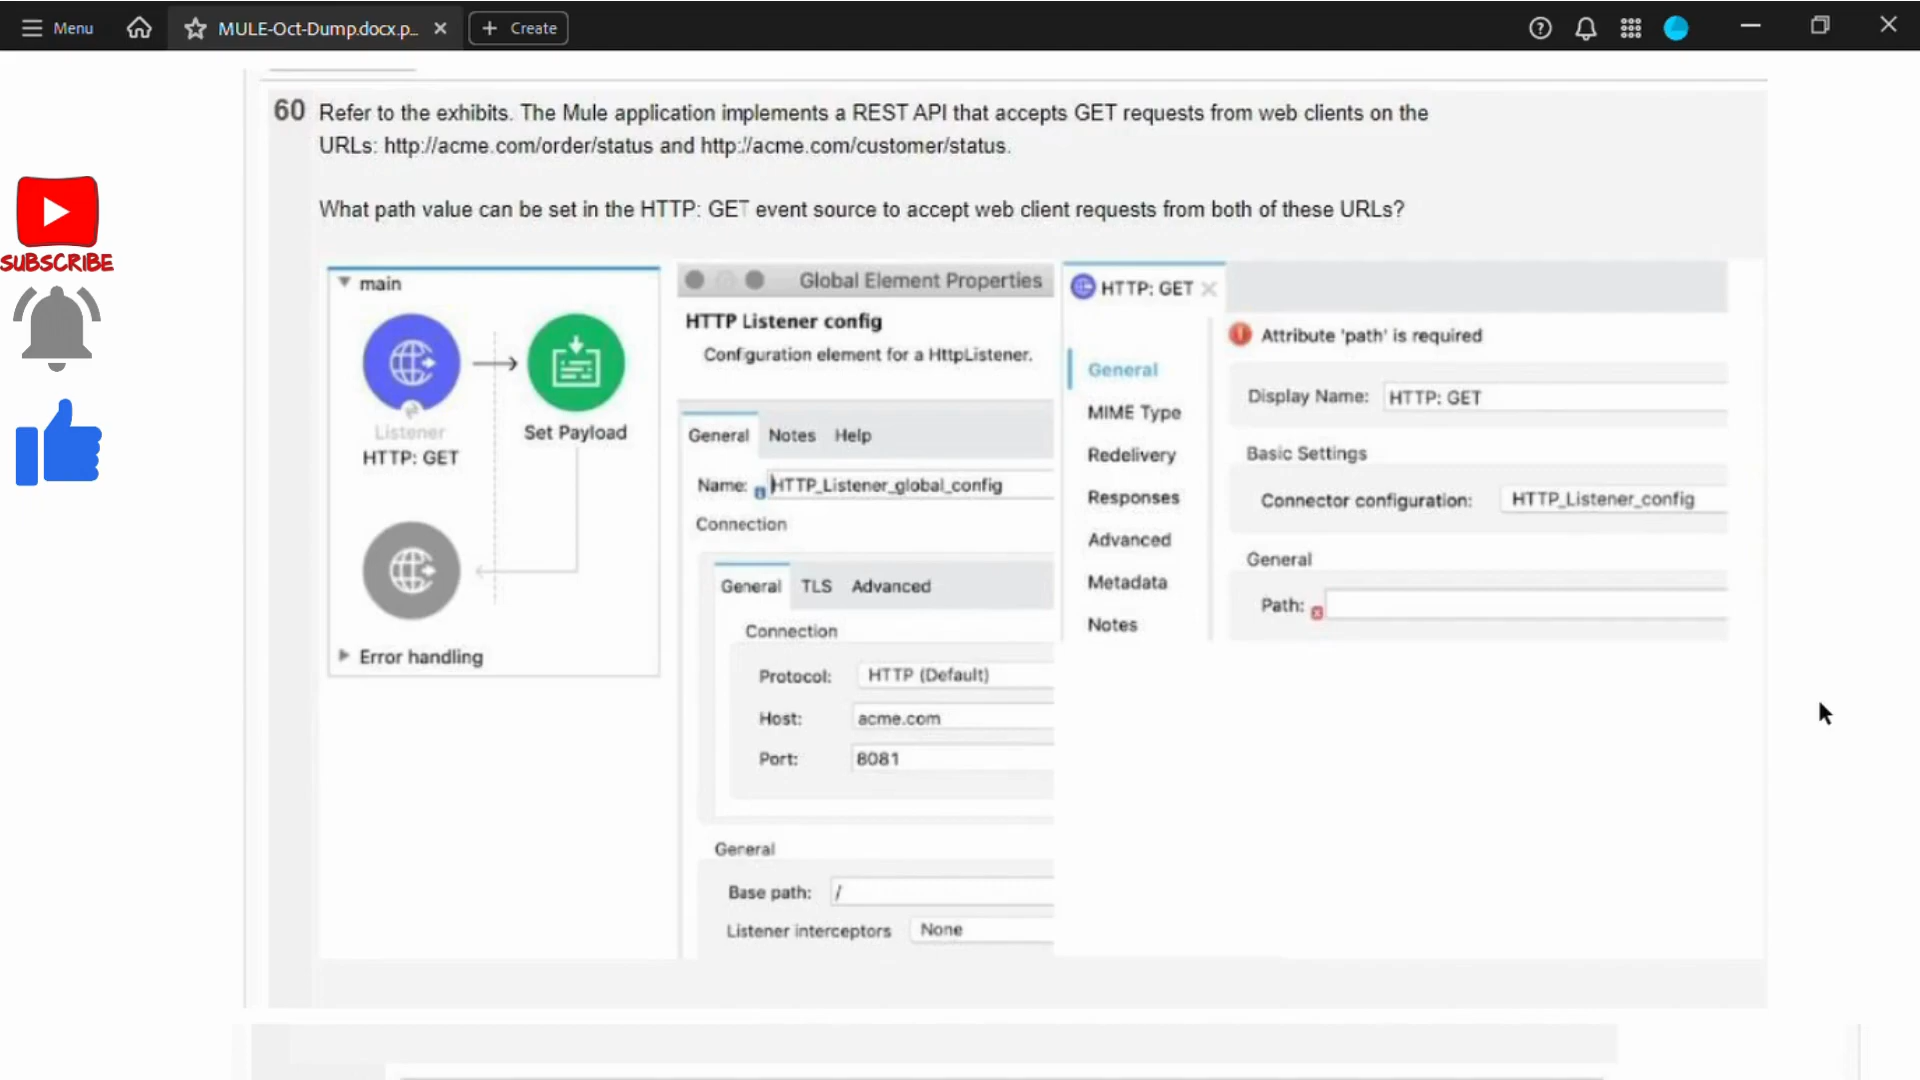 Menu
MULE-Oct-Dump.docx.p...
Create
60 Refer to the exhibits. The Mule application implements a REST API that accepts GET requests from web clients on the
URLs: http://acme.com/order/status and http://acme.com/customer/status.
What path value can be set in the HTTP: GET event source to accept web client requests from both of these URLs?
SUBSCRIBE
main
Listener
HTTP: GET
Set Payload
Error handling
Global Element Properties
HTTP Listener config
Configuration element for a HttpListener.
General Notes Help
Name: HTTP_Listener_global_config
Connection
General TLS Advanced
Connection
Protocol: HTTP (Default)
Host: acme.com
Port: 8081
General
Base path: /
Listener interceptors None
HTTP: GET
General
MIME Type
Redelivery
Responses
Advanced
Metadata
Notes
Attribute 'path' is required
Display Name: HTTP: GET
Basic Settings
Connector configuration: HTTP_Listener_config
General
Path: